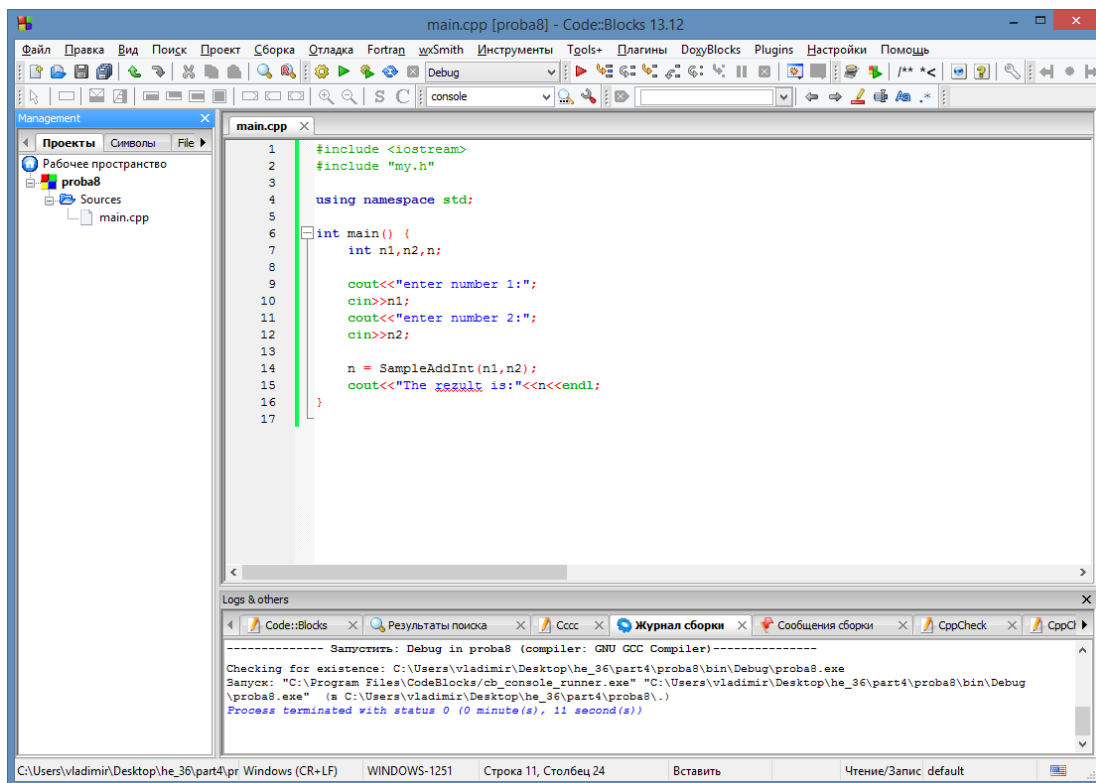 main.cpp [proba8] - Code::Blocks 13.12
Файл Правка Вид Поиск Проект Сборка Отладка Fortran wxSmith Инструменты Tools+ Плагины DoxyBlocks Plugins Настройки Помощь
Debug /** *<
S C console Aa .*
Management
Проекты Символы File
Рабочее пространство
proba8
Sources
main.cpp
main.cpp
1 #include <iostream>
2 #include "my.h"
3
4 using namespace std;
5
6 int main() {
7 int n1,n2,n;
8
9 cout<<"enter number 1:";
10 cin>>n1;
11 cout<<"enter number 2:";
12 cin>>n2;
13
14 n = SampleAddInt(n1,n2);
15 cout<<"The rezult is:"<<n<<endl;
16 }
17
Logs & others
Code::Blocks Результаты поиска Cccc Журнал сборки Сообщения сборки CppCheck CppCh
-------------- Запустить: Debug in proba8 (compiler: GNU GCC Compiler)---------------
Checking for existence: C:\Users\vladimir\Desktop\he_36\part4\proba8\bin\Debug\proba8.exe
Запуск: "C:\Program Files\CodeBlocks/cb_console_runner.exe" "C:\Users\vladimir\Desktop\he_36\part4\proba8\bin\Debug
\proba8.exe" (в C:\Users\vladimir\Desktop\he_36\part4\proba8\.)
Process terminated with status 0 (0 minute(s), 11 second(s))
C:\Users\vladimir\Desktop\he_36\part4\pr Windows (CR+LF) WINDOWS-1251 Строка 11, Столбец 24 Вставить Чтение/Запис default